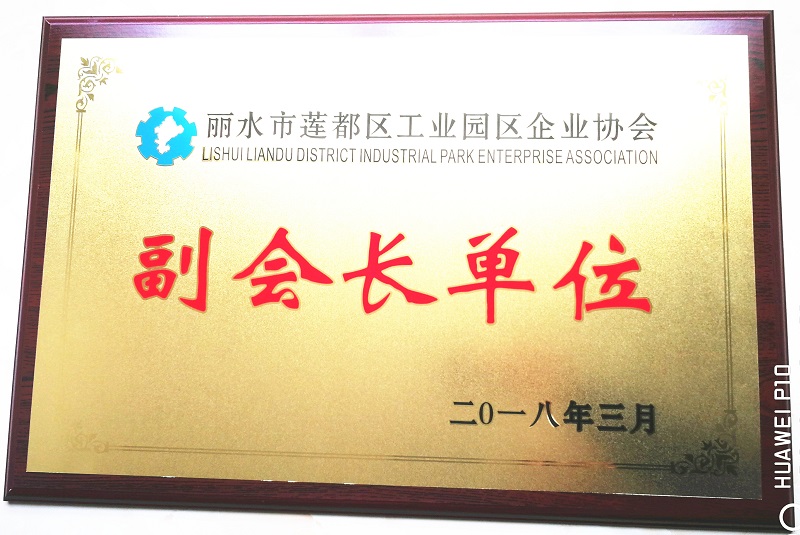 丽水市莲都区工业园区企业协会
LISHUI LIANDU DISTRICT INDUSTRIAL PARK ENTERPRISE ASSOCIATION
副会长单位
二0一八年三月
HUAWEI P10